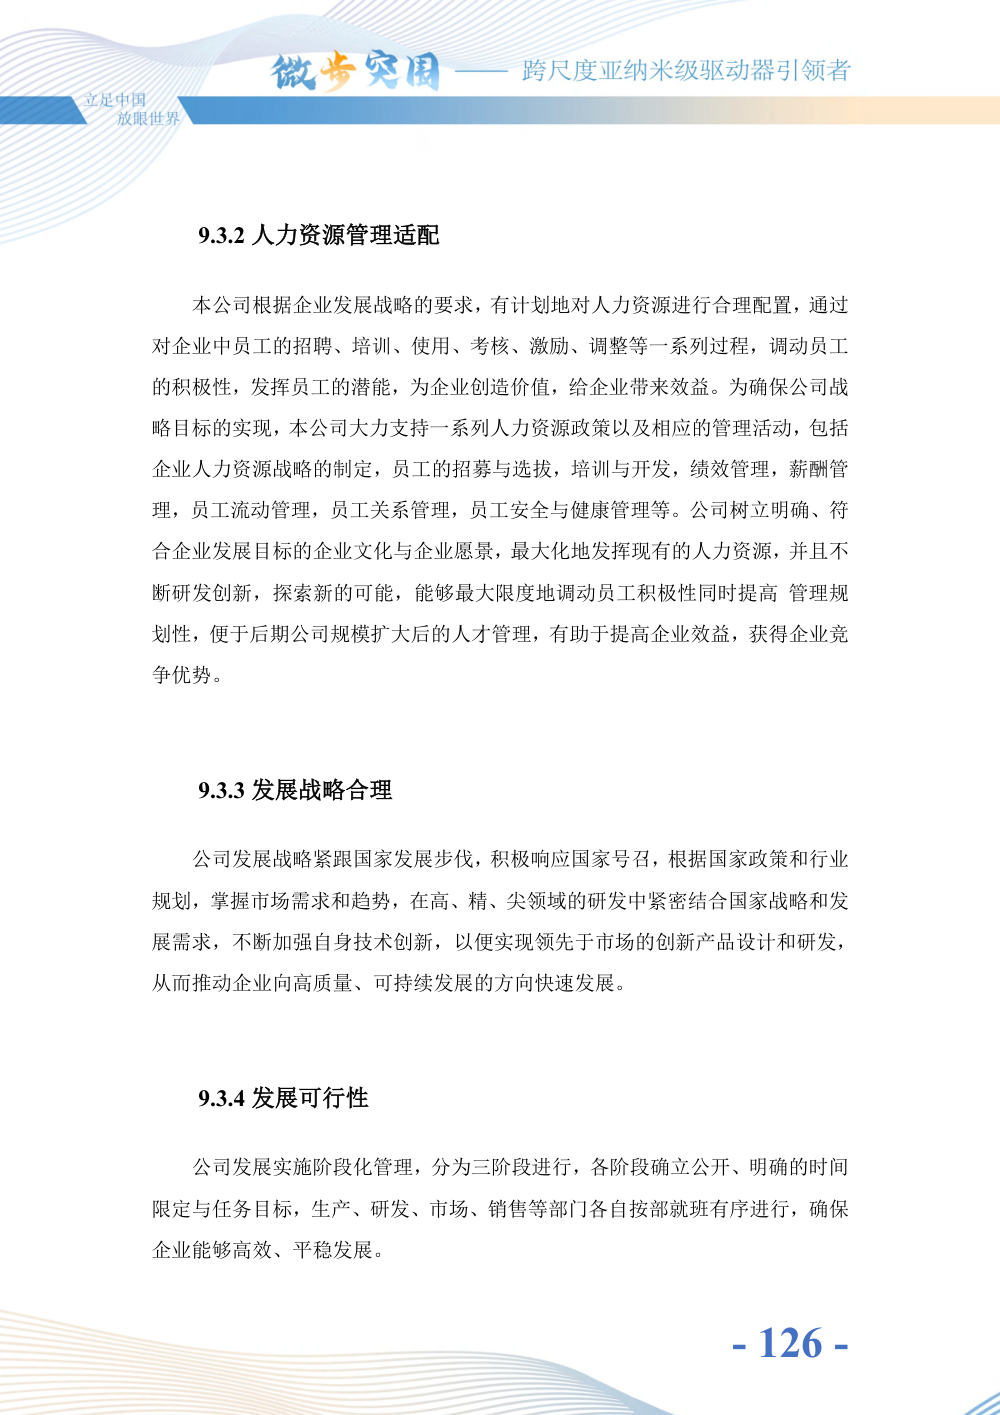 微步突围 —— 跨尺度亚纳米级驱动器引领者
立足中国
放眼世界
9.3.2 人力资源管理适配
本公司根据企业发展战略的要求，有计划地对人力资源进行合理配置，通过
对企业中员工的招聘、培训、使用、考核、激励、调整等一系列过程，调动员工
的积极性，发挥员工的潜能，为企业创造价值，给企业带来效益。为确保公司战
略目标的实现，本公司大力支持一系列人力资源政策以及相应的管理活动，包括
企业人力资源战略的制定，员工的招募与选拔，培训与开发，绩效管理，薪酬管
理，员工流动管理，员工关系管理，员工安全与健康管理等。公司树立明确、符
合企业发展目标的企业文化与企业愿景，最大化地发挥现有的人力资源，并且不
断研发创新，探索新的可能，能够最大限度地调动员工积极性同时提高 管理规
划性，便于后期公司规模扩大后的人才管理，有助于提高企业效益，获得企业竞
争优势。
9.3.3 发展战略合理
公司发展战略紧跟国家发展步伐，积极响应国家号召，根据国家政策和行业
规划，掌握市场需求和趋势，在高、精、尖领域的研发中紧密结合国家战略和发
展需求，不断加强自身技术创新，以便实现领先于市场的创新产品设计和研发，
从而推动企业向高质量、可持续发展的方向快速发展。
9.3.4 发展可行性
公司发展实施阶段化管理，分为三阶段进行，各阶段确立公开、明确的时间
限定与任务目标，生产、研发、市场、销售等部门各自按部就班有序进行，确保
企业能够高效、平稳发展。
- 126 -